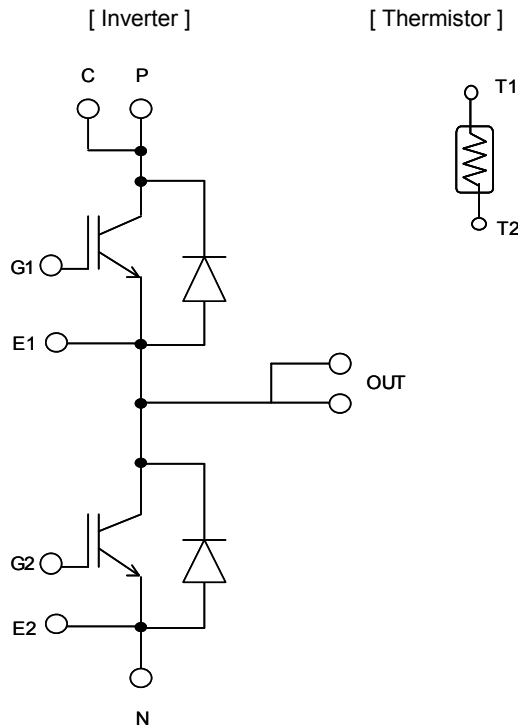 [ Inverter ]
[ Thermistor ]
C
P
T1
T2
G1
E1
OUT
G2
E2
N